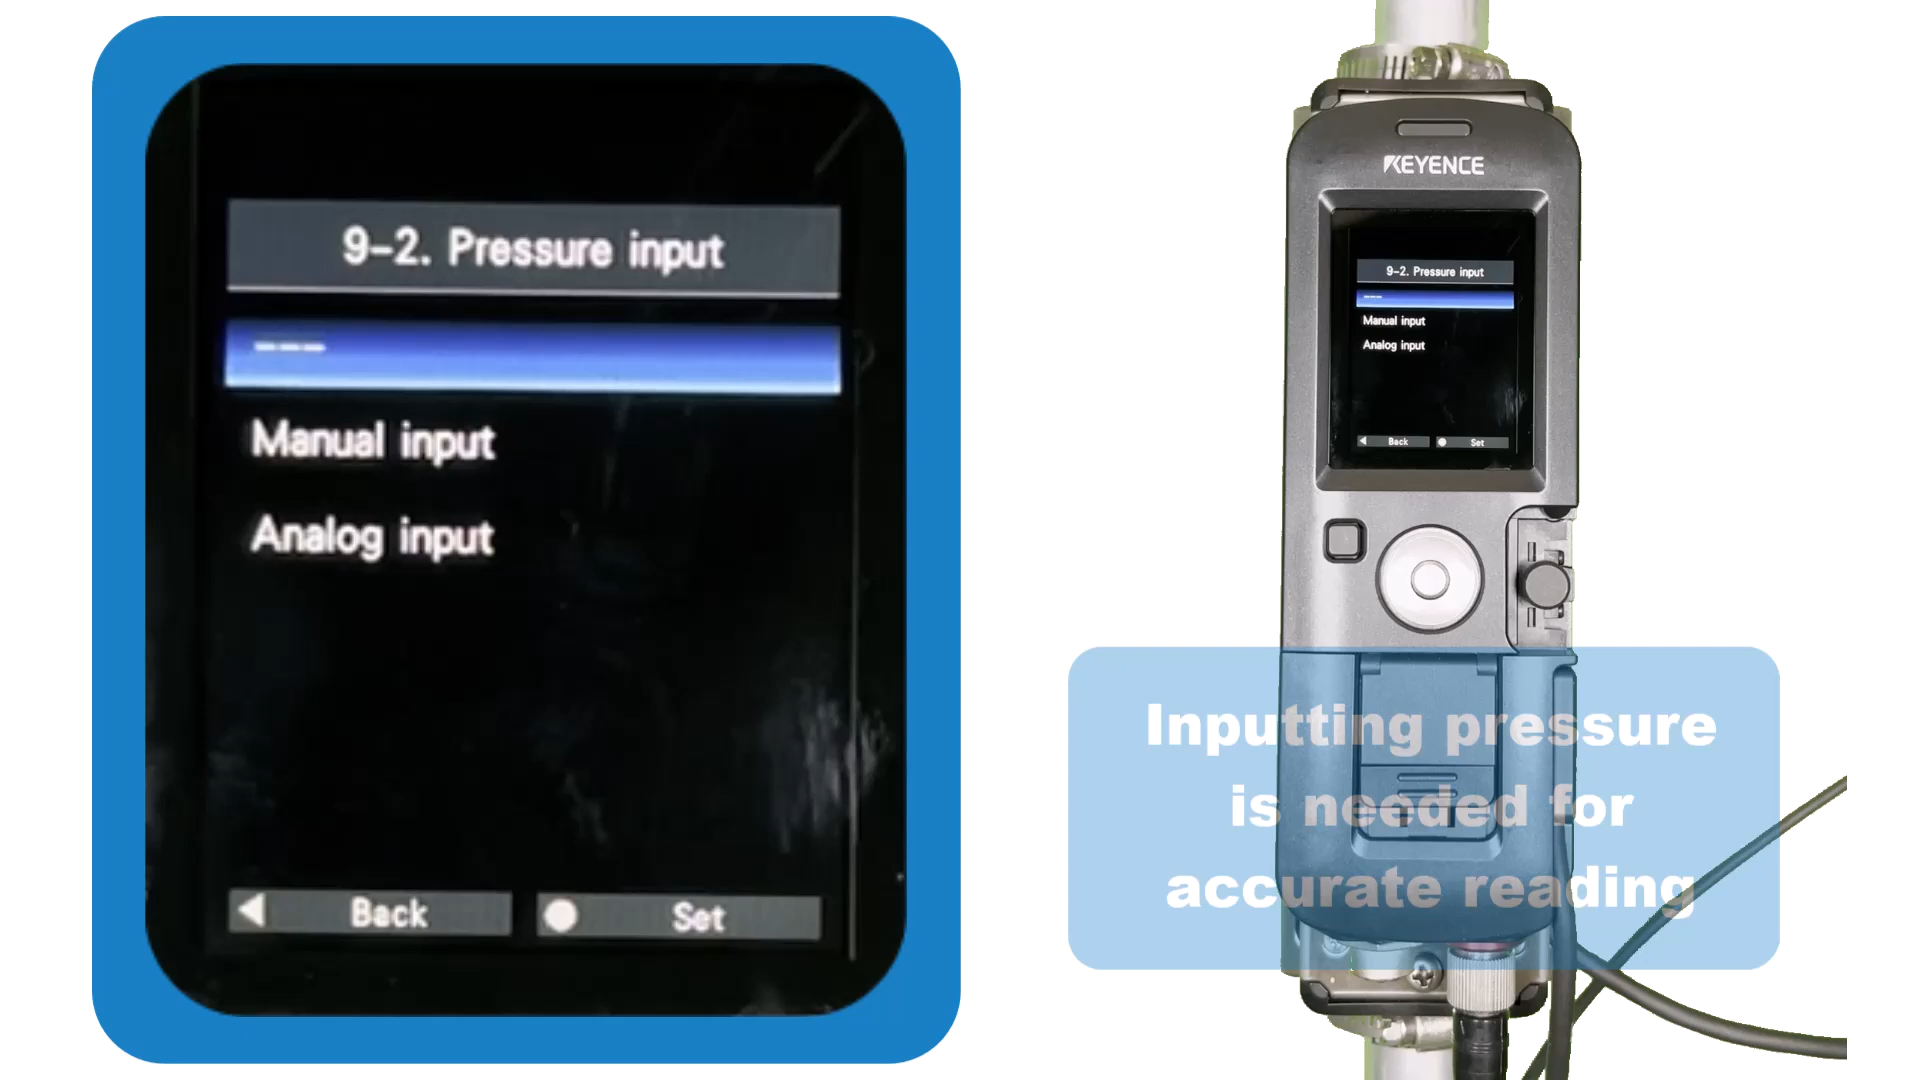 9-2. Pressure input
---
Manual input
Analog input
Back
Set
KEYENCE
9-2. Pressure input
---
Manual input
Analog input
Back
Set
Inputting pressure
is needed for
accurate reading